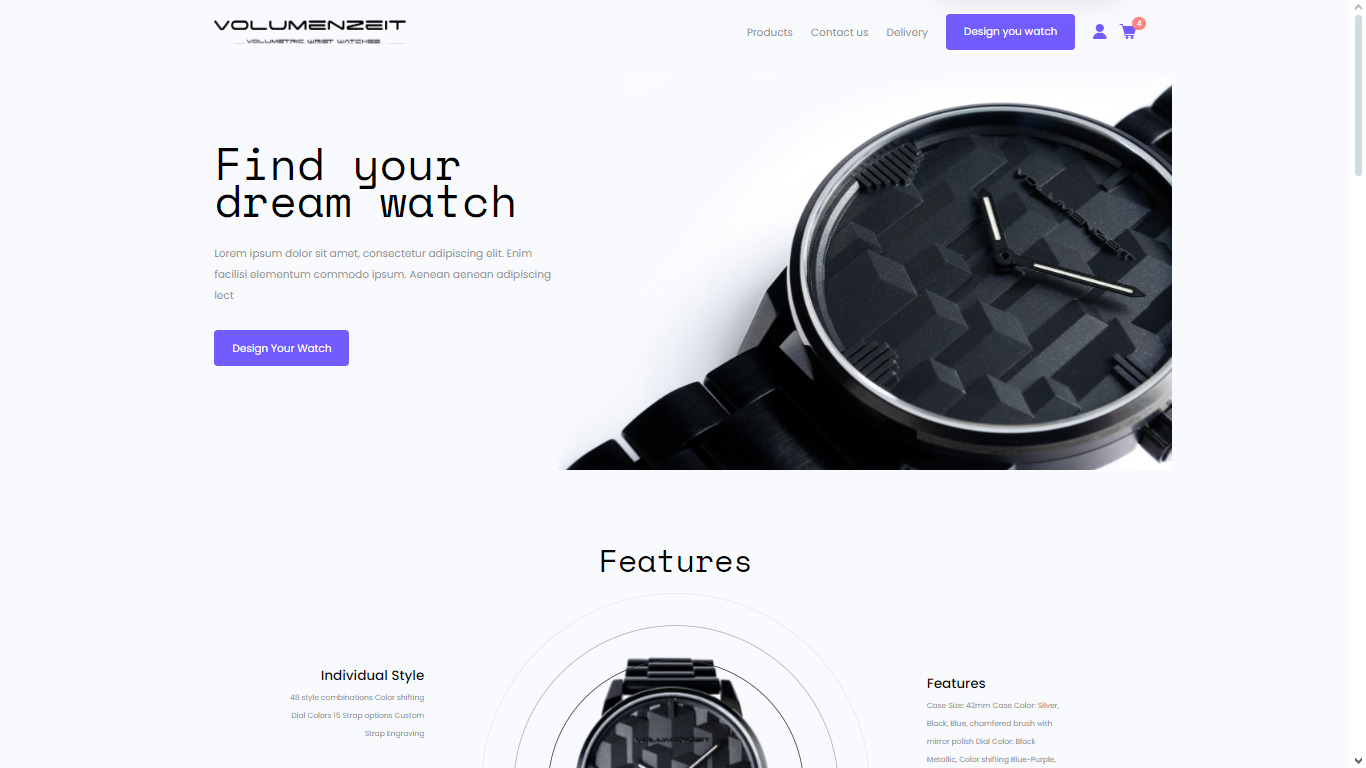 VOLUMENZEIT
VOLUMETRIC WRIST WATCHES
Products
Contact us
Delivery
Design you watch
4
Find your
dream watch
Lorem ipsum dolor sit amet, consectetur adipiscing elit. Enim
facilisi elementum commodo ipsum. Aenean aenean adipiscing
lect
Design Your Watch
VOLUMENZEIT
Features
Individual Style
48 style combinations Color shifting
Dial Colors 15 Strap options Custom
Strap Engraving
VOLUMENZEIT
Features
Case Size: 42mm Case Color: Silver,
Black, Blue, chamfered brush with
mirror polish Dial Color: Black
Metallic, Color shifting Blue-Purple,